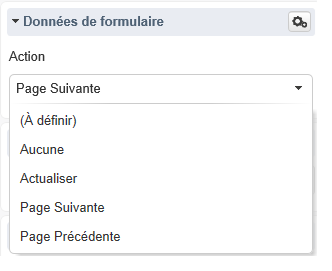 Données de formulaire
Action
Page Suivante
(À définir)
Aucune
Actualiser
Page Suivante
Page Précédente